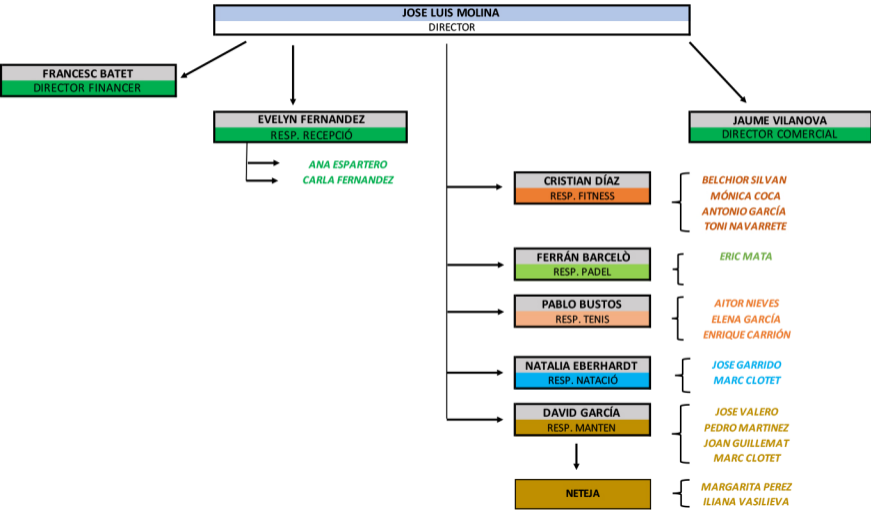 JOSE LUIS MOLINA
DIRECTOR
FRANCESC BATET
DIRECTOR FINANCER
EVELYN FERNANDEZ
RESP. RECEPCIÓ
ANA ESPARTERO
CARLA FERNANDEZ
JAUME VILANOVA
DIRECTOR COMERCIAL
CRISTIAN DÍAZ
RESP. FITNESS
BELCHIOR SILVAN
MÓNICA COCA
ANTONIO GARCÍA
TONI NAVARRETE
FERRÁN BARCELÒ
RESP. PADEL
ERIC MATA
PABLO BUSTOS
RESP. TENIS
AITOR NIEVES
ELENA GARCÍA
ENRIQUE CARRIÓN
NATALIA EBERHARDT
RESP. NATACIÓ
JOSE GARRIDO
MARC CLOTET
DAVID GARCÍA
RESP. MANTEN
JOSE VALERO
PEDRO MARTINEZ
JOAN GUILLEMAT
MARC CLOTET
NETEJA
MARGARITA PEREZ
ILIANA VASILIEVA